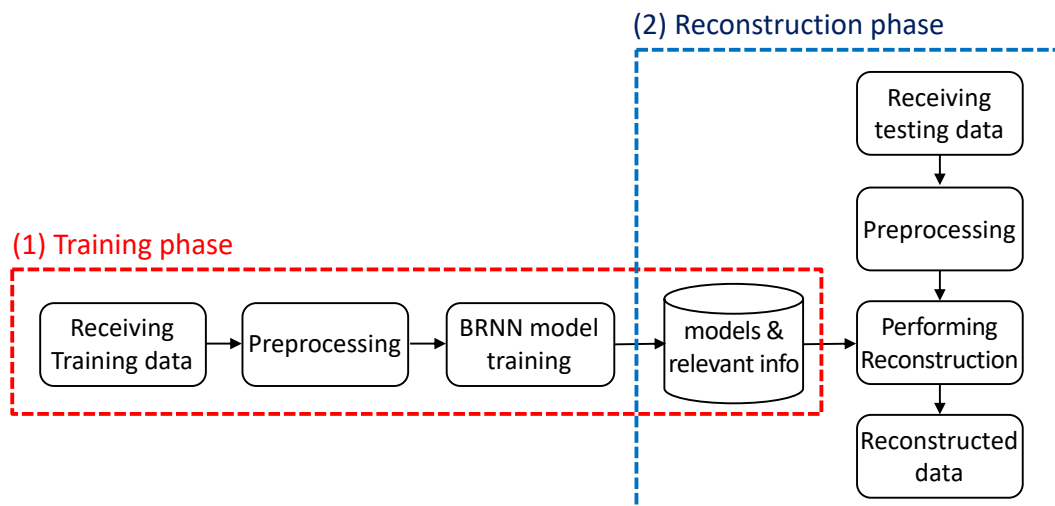 (2) Reconstruction phase
Receiving
testing data
Preprocessing
(1) Training phase
Receiving
Training data
Preprocessing
BRNN model
training
models &
relevant info
Performing
Reconstruction
Reconstructed
data